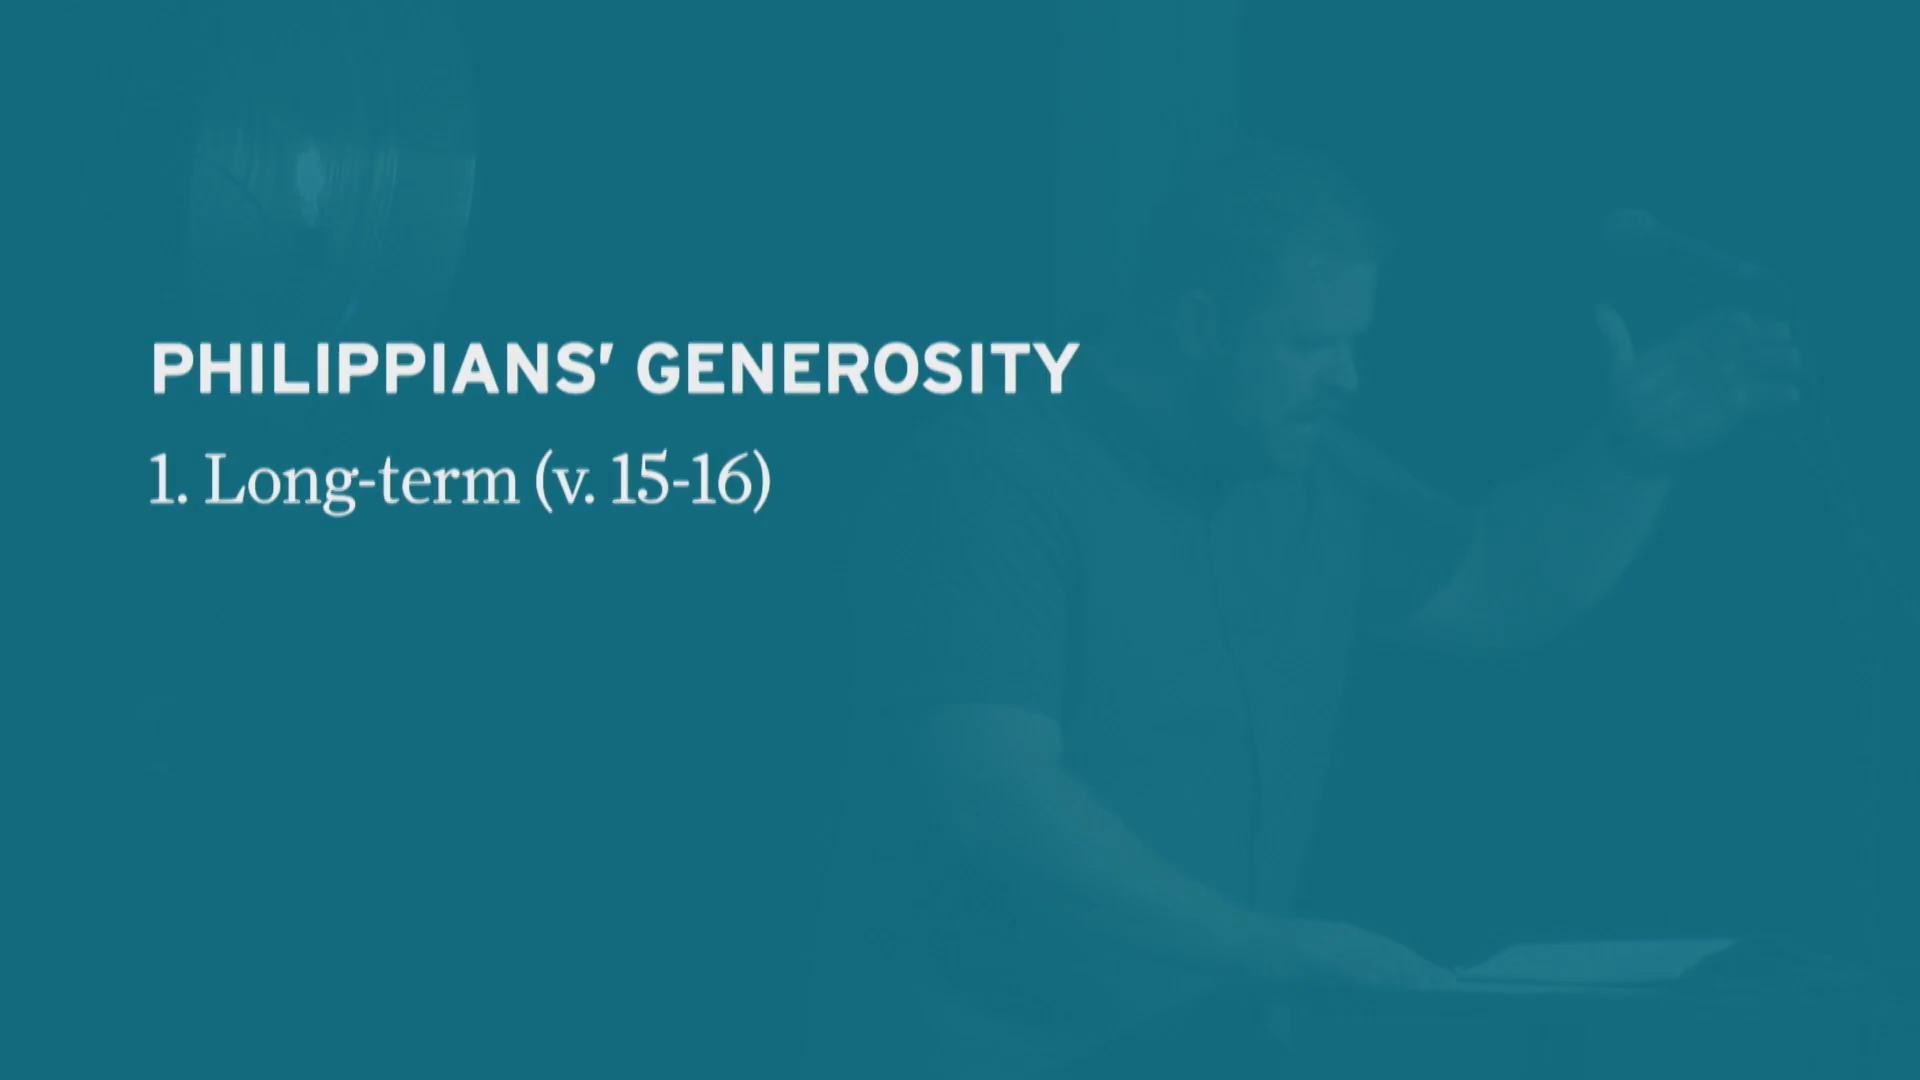 PHILIPPIANS' GENEROSITY
1. Long-term (v. 15-16)